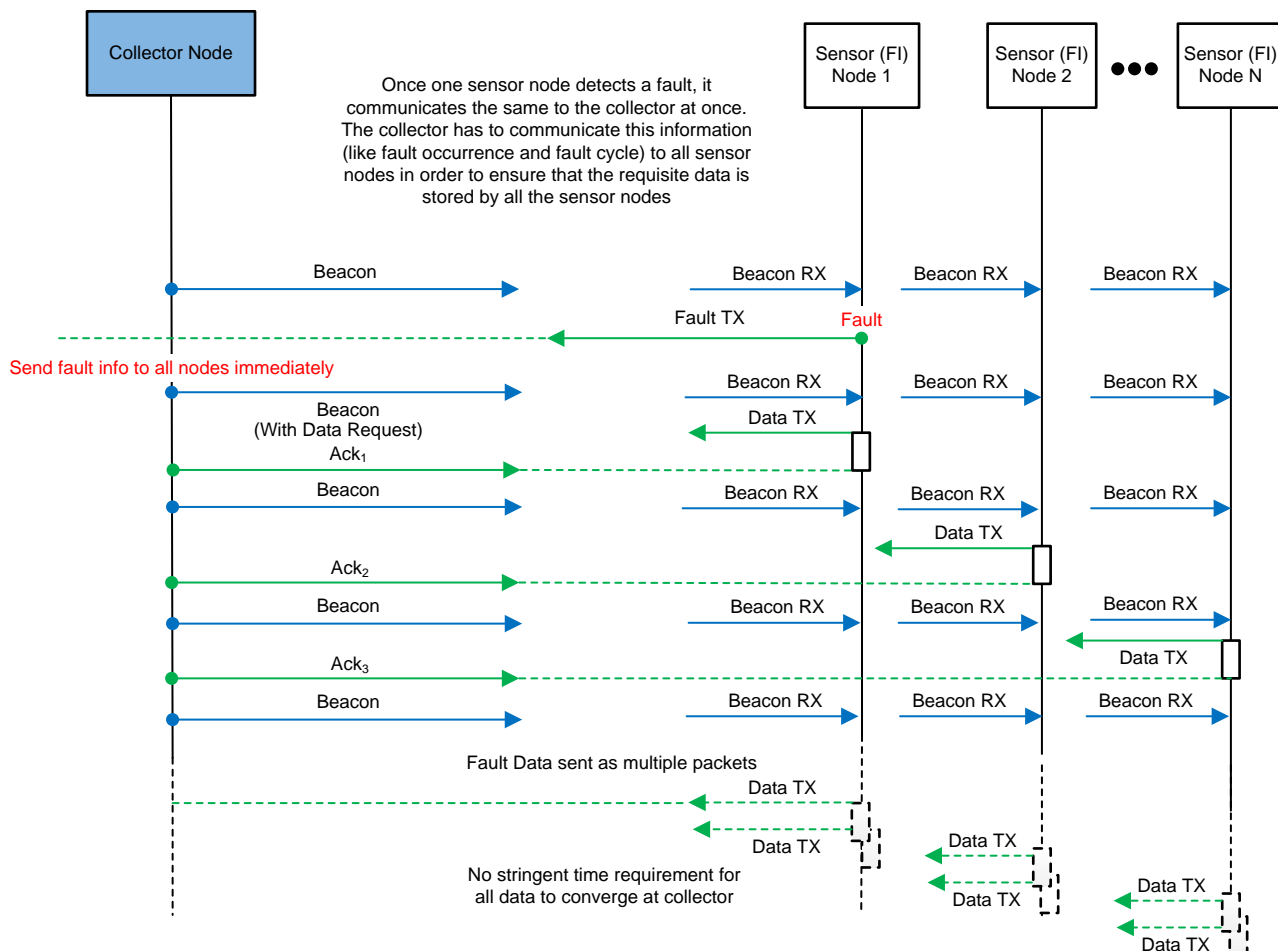 Collector Node
Sensor (FI)
Node 1
Sensor (FI)
Node 2
Sensor (FI)
Node N
Once one sensor node detects a fault, it
communicates the same to the collector at once.
The collector has to communicate this information
(like fault occurrence and fault cycle) to all sensor
nodes in order to ensure that the requisite data is
stored by all the sensor nodes
Beacon
Beacon RX
Beacon RX
Beacon RX
Fault TX
Fault
Send fault info to all nodes immediately
Beacon
(With Data Request)
Beacon RX
Beacon RX
Beacon RX
Data TX
Ack₁
Beacon
Beacon RX
Beacon RX
Beacon RX
Data TX
Ack₂
Beacon
Beacon RX
Beacon RX
Beacon RX
Data TX
Ack₃
Beacon
Beacon RX
Beacon RX
Beacon RX
Fault Data sent as multiple packets
Data TX
Data TX
Data TX
Data TX
No stringent time requirement for
all data to converge at collector
Data TX
Data TX